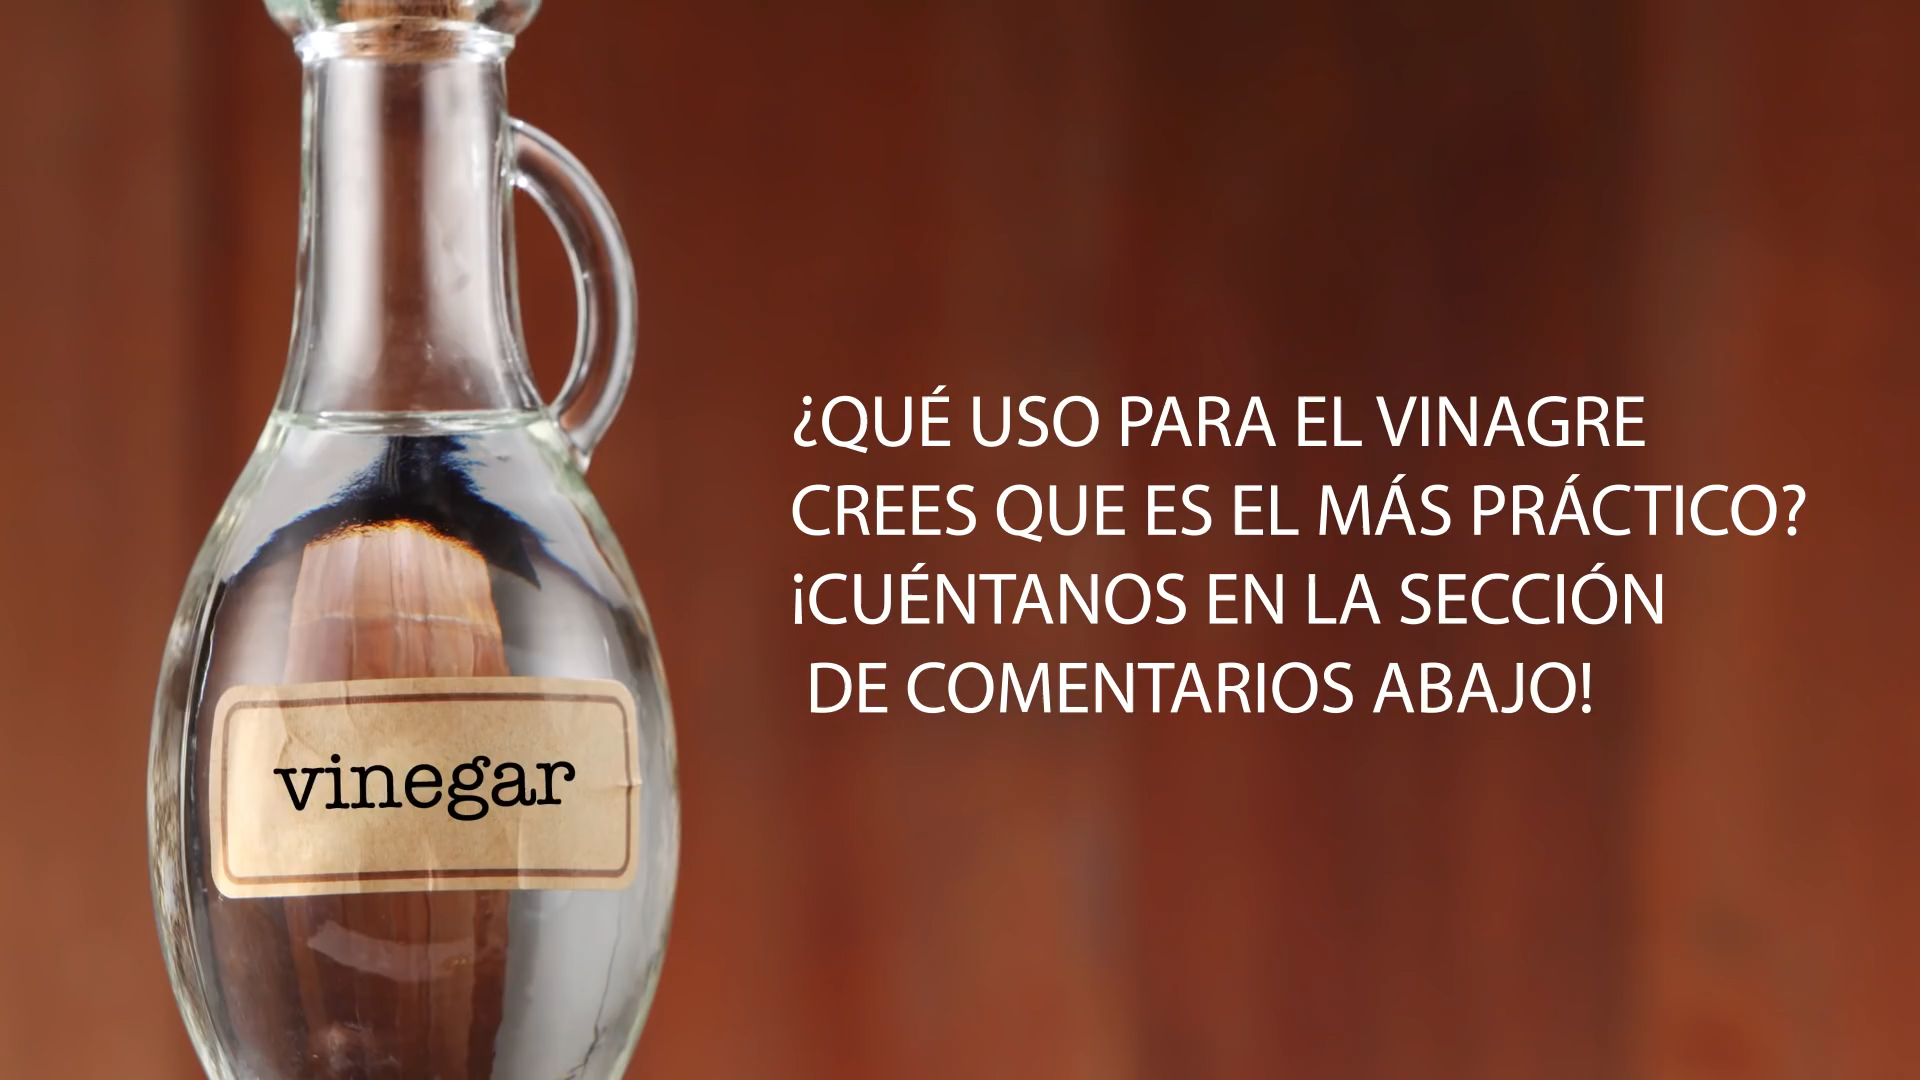 ¿QUÉ USO PARA EL VINAGRE
CREES QUE ES EL MÁS PRÁCTICO?
¡CUÉNTANOS EN LA SECCIÓN
DE COMENTARIOS ABAJO!
vinegar